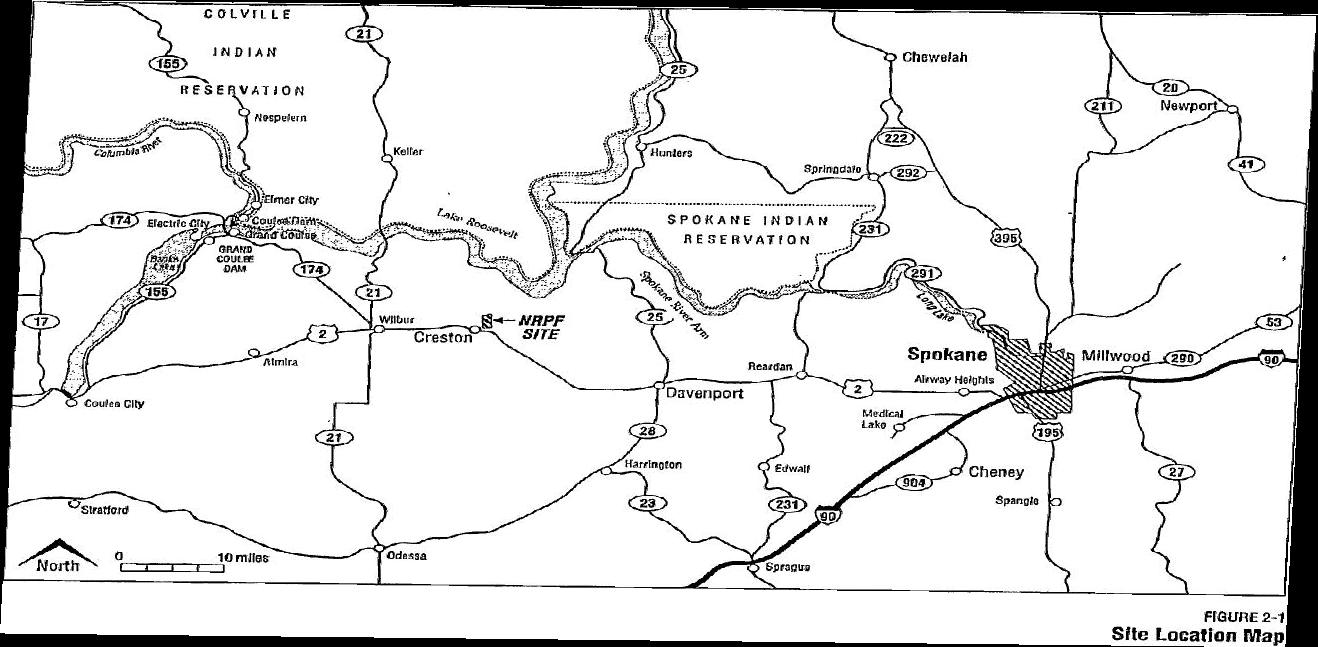 COLVILLE
INDIAN
RESERVATION
21
155
25
Chewelah
20
211
Newport
Nespelem
Columbia River
Keller
Hunters
222
Springdale
292
41
Elmer City
174
Electric City
Coulee Dam
Grand Coulee
Lake Roosevelt
SPOKANE INDIAN
RESERVATION
231
395
GRAND
COULEE
DAM
Banks
Lake
174
291
155
21
Spokane River Arm
Long Lake
17
Wilbur
2
Creston
NRPF
SITE
25
53
Almira
Spokane
Millwood
290
90
Reardan
Airway Heights
2
Davenport
Coulee City
Medical
Lake
21
28
195
Harrington
Edwall
Cheney
27
904
Stratford
23
231
90
Spangle
North
0
10 miles
Odessa
Sprague
FIGURE 2-1
Site Location Map